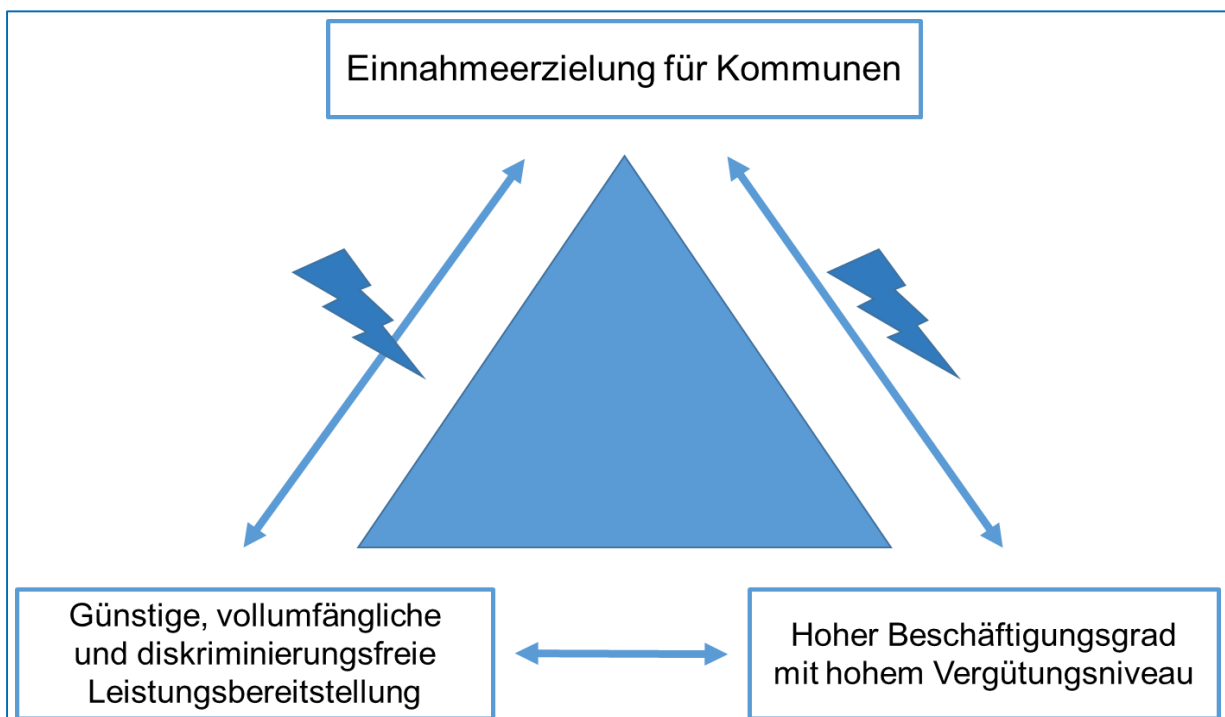 Einnahmeerzielung für Kommunen
Günstige, vollumfängliche
und diskriminierungsfreie
Leistungsbereitstellung
Hoher Beschäftigungsgrad
mit hohem Vergütungsniveau